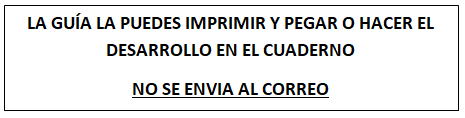 LA GUÍA LA PUEDES IMPRIMIR Y PEGAR O HACER EL
DESARROLLO EN EL CUADERNO
NO SE ENVIA AL CORREO